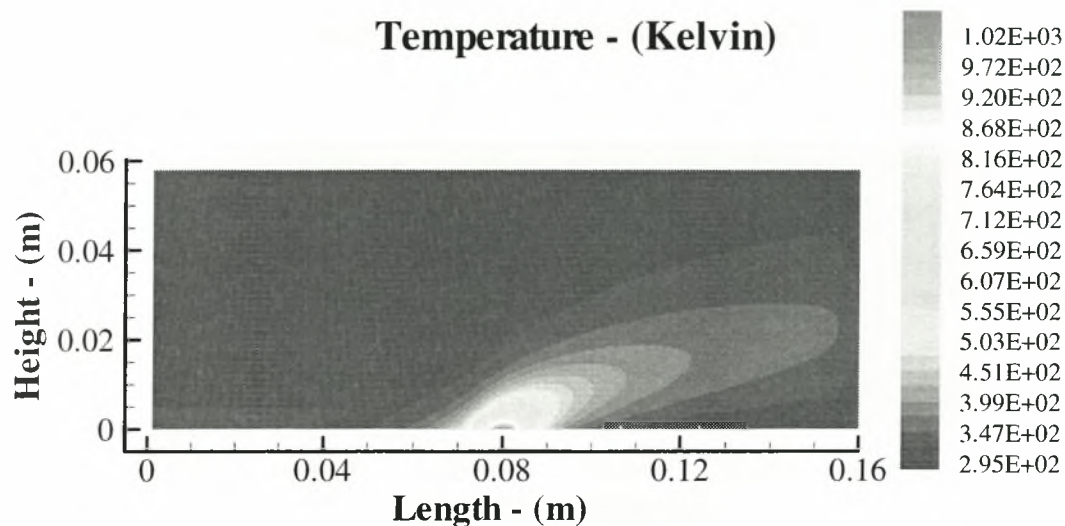 Temperature - (Kelvin)
1.02E+03
9.72E+02
9.20E+02
8.68E+02
8.16E+02
7.64E+02
7.12E+02
6.59E+02
6.07E+02
5.55E+02
5.03E+02
4.51E+02
3.99E+02
3.47E+02
2.95E+02
Height - (m)
0.06
0.04
0.02
0
0
0.04
0.08
0.12
0.16
Length - (m)